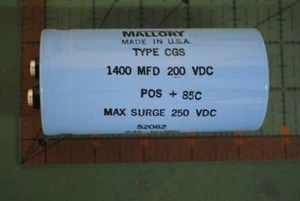 MALLORY
MADE IN U.S.A.
TYPE CGS
1400 MFD 200 VDC
POS + 85C
MAX SURGE 250 VDC
52062